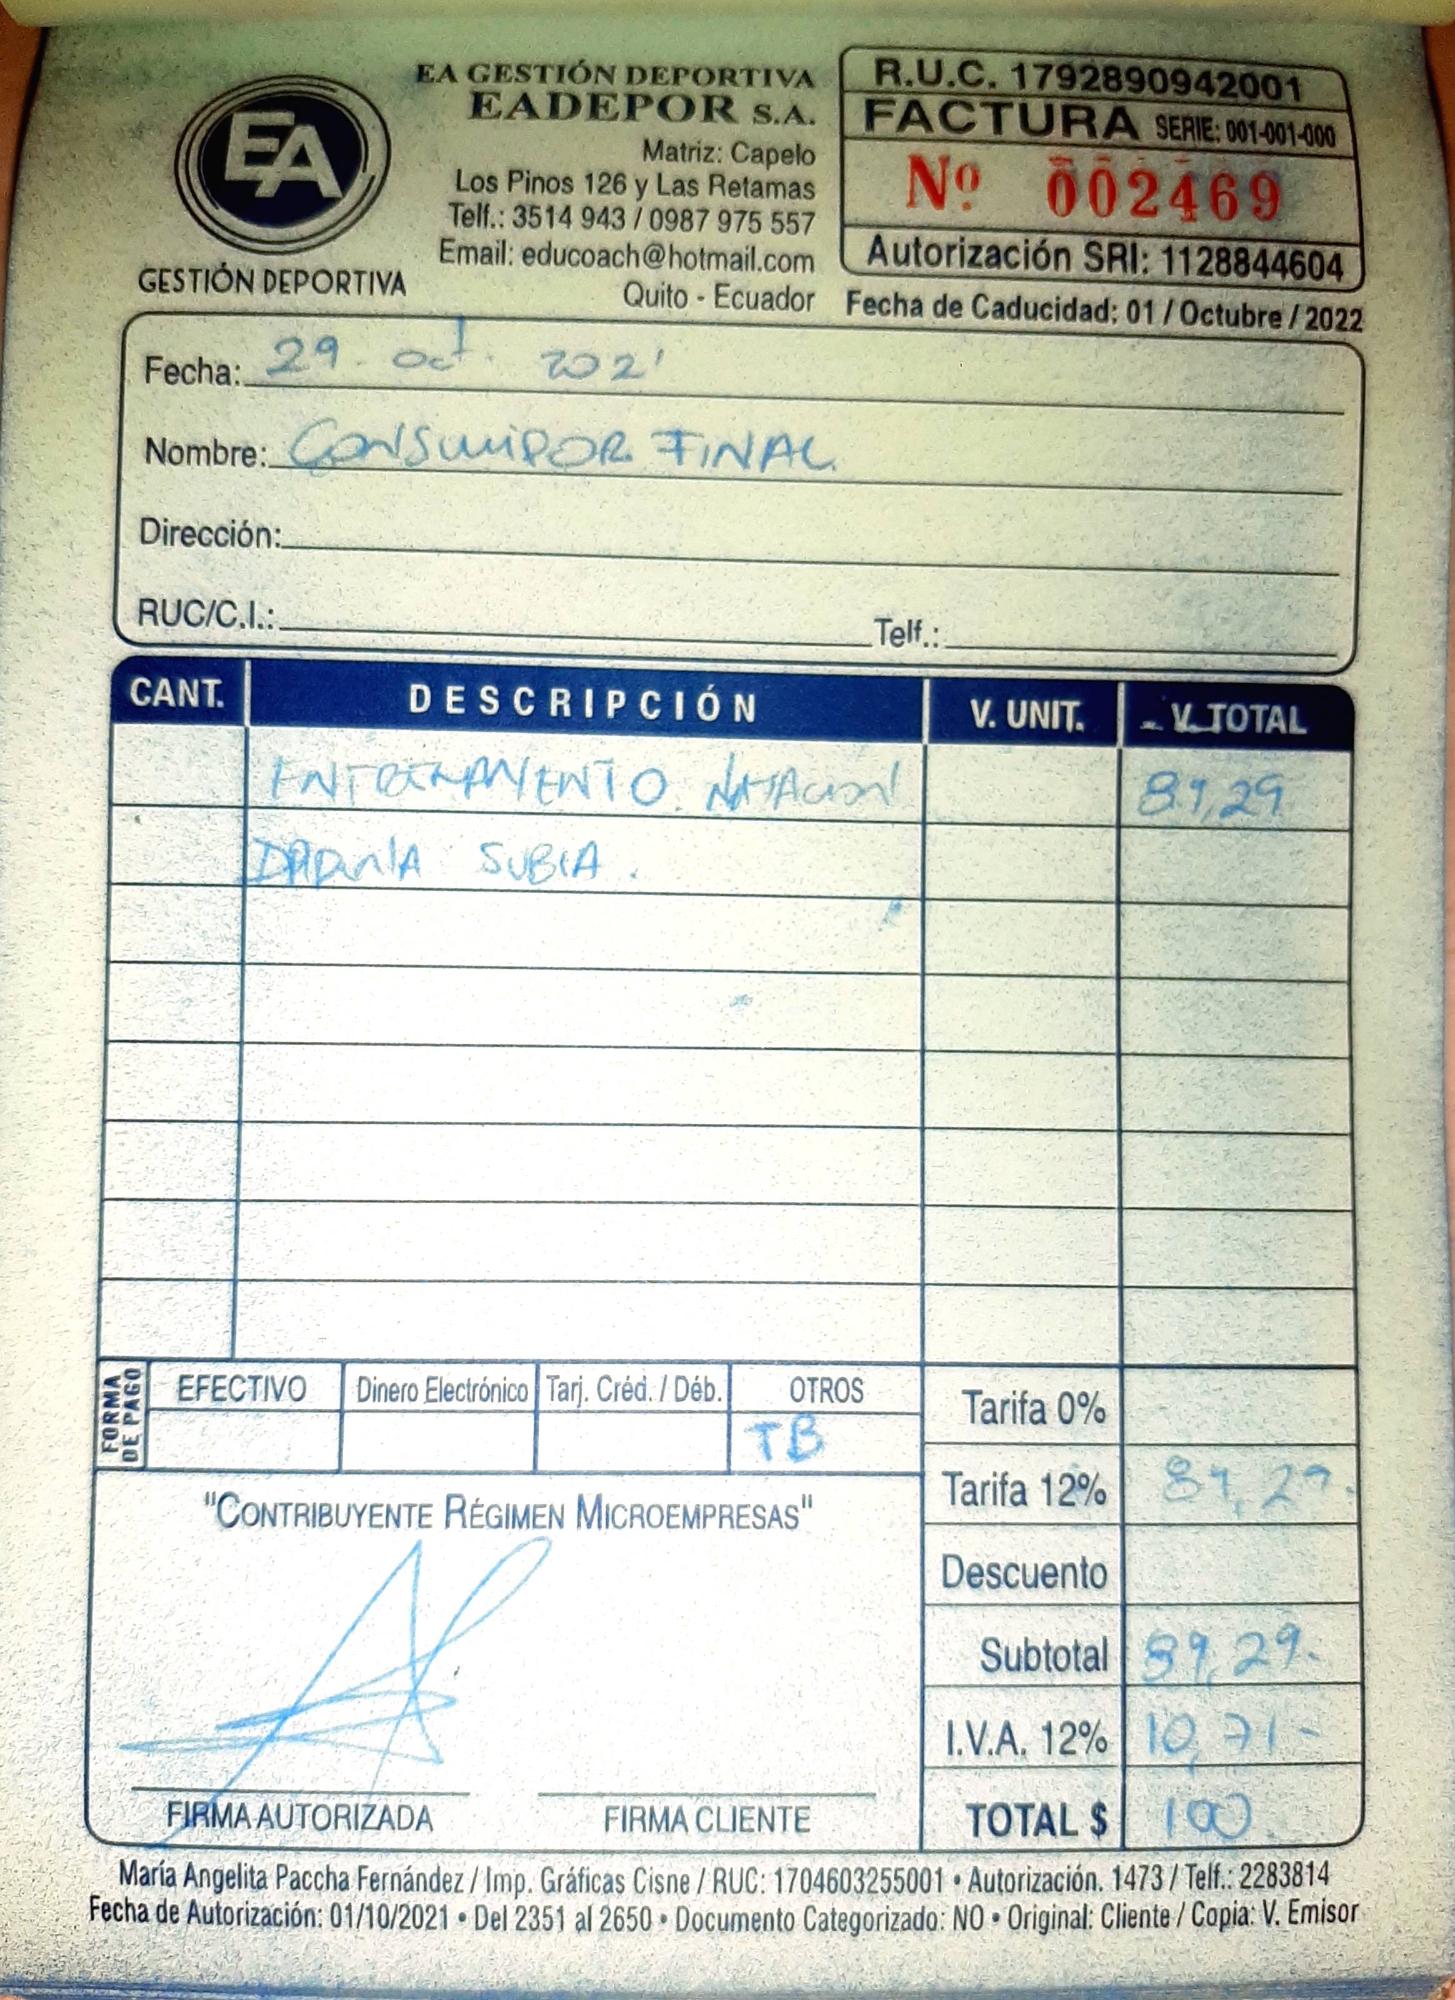 EA
GESTIÓN DEPORTIVA
EA GESTIÓN DEPORTIVA
EADEPOR S.A.
Matriz: Capelo
Los Pinos 126 y Las Retamas
Telf.: 3514 943 / 0987 975 557
Email: educoach@hotmail.com
Quito - Ecuador
R.U.C. 1792890942001
FACTURA SERIE: 001-001-000
Nº 002469
Autorización SRI: 1128844604
Fecha de Caducidad: 01 / Octubre / 2022
Fecha: 29. oct. 2021
Nombre: CONSUMIDOR FINAL
Dirección:
RUC/C.I.: Telf.:
CANT. DESCRIPCIÓN V. UNIT. V. TOTAL
ENTRENAMIENTO NATACION 89,29
SUBIA.
FORMA DE PAGO
EFECTIVO Dinero Electrónico Tarj. Créd. / Déb. OTROS
TB
Tarifa 0%
Tarifa 12% 89,29.
Descuento
Subtotal 89,29.
I.V.A. 12% 10,71-
TOTAL $ 100
"CONTRIBUYENTE RÉGIMEN MICROEMPRESAS"
FIRMA AUTORIZADA FIRMA CLIENTE
María Angelita Paccha Fernández / Imp. Gráficas Cisne / RUC: 1704603255001 • Autorización. 1473 / Telf.: 2283814
Fecha de Autorización: 01/10/2021 • Del 2351 al 2650 • Documento Categorizado: NO • Original: Cliente / Copia: V. Emisor